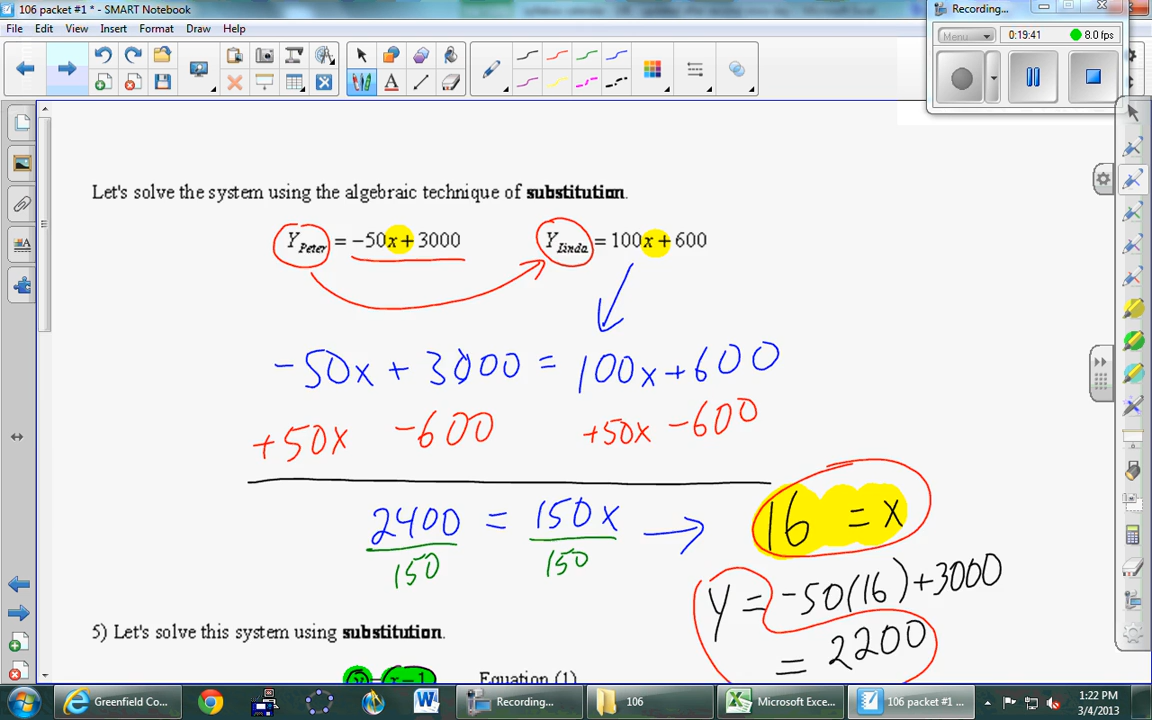 106 packet #1 * - SMART Notebook
Recording...
File Edit View Insert Format Draw Help
Menu
0:19:41
8.0 fps
Let's solve the system using the algebraic technique of substitution.
Y Peter = -50x + 3000 Y Linda = 100x + 600
-50x + 3000 = 100x + 600
+50x -600 +50x -600
2400 = 150x → 16 = x
150 150
y = -50(16) + 3000
= 2200
5) Let's solve this system using substitution.
Equation (1)
Greenfield Co...
Recording...
106
Microsoft Exce...
106 packet #1 ...
1:22 PM
3/4/2013